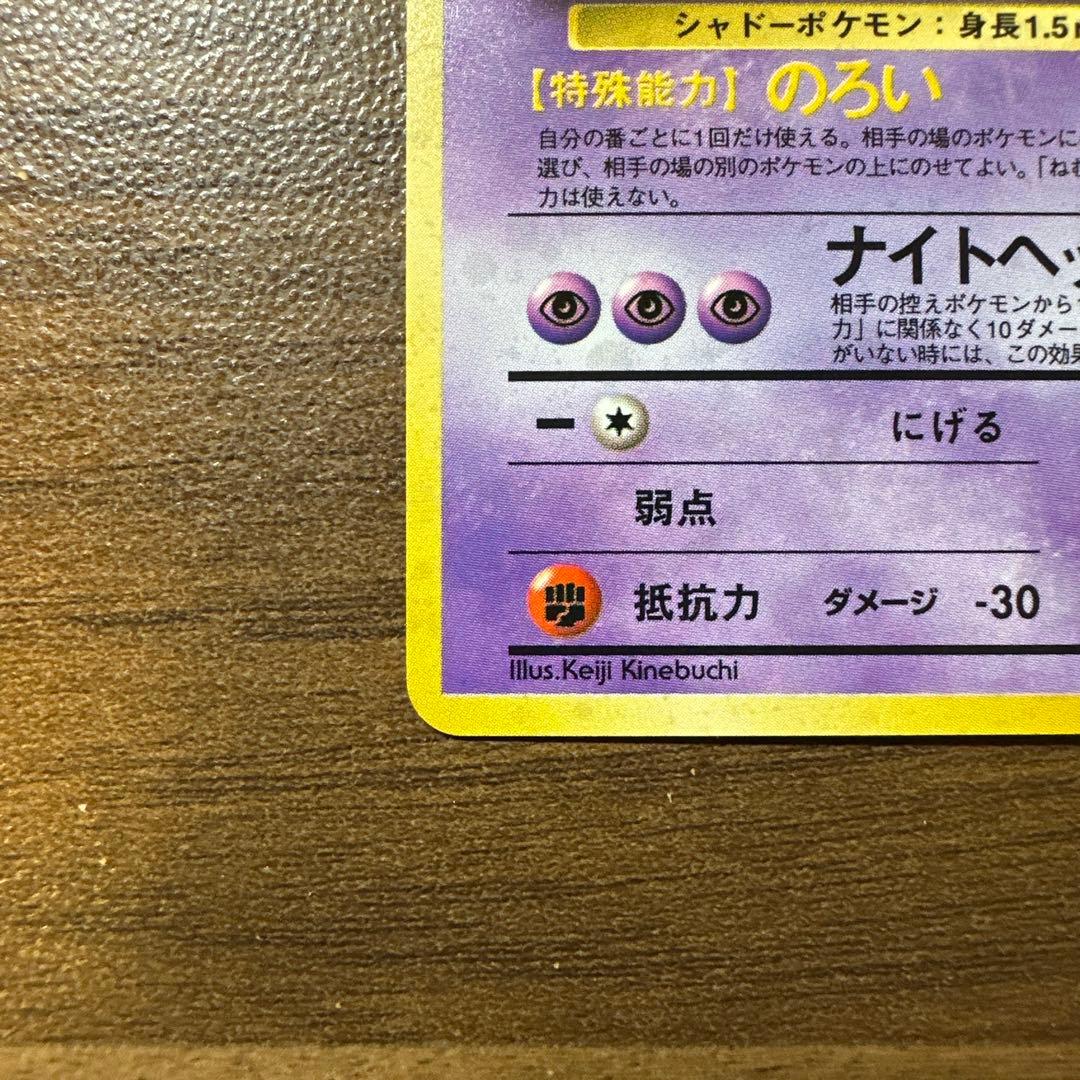 シャドーポケモン：身長1.5m
【特殊能力】 のろい
自分の番ごとに1回だけ使える。相手の場のポケモンに
選び、相手の場の別のポケモンの上にのせてよい。「ねむ
力は使えない。
ナイトヘッ
相手の控えポケモンから
力」に関係なく10ダメー
がいない時には、この効果
にげる
弱点
抵抗力 ダメージ -30
Illus.Keiji Kinebuchi